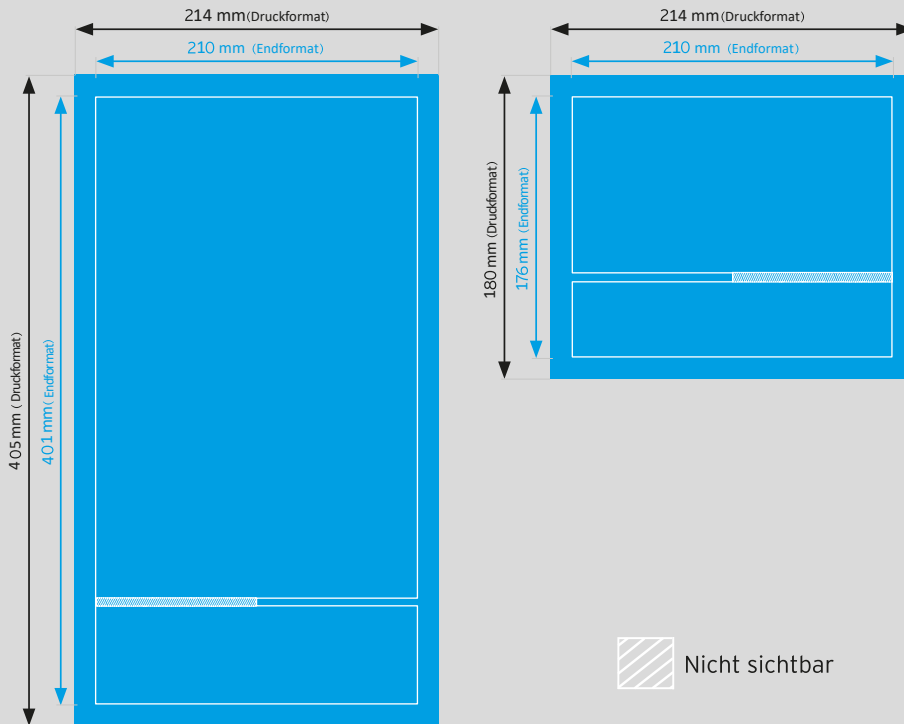 214 mm (Druckformat)
210 mm (Endformat)
405 mm (Druckformat)
401 mm (Endformat)
214 mm (Druckformat)
210 mm (Endformat)
180 mm (Druckformat)
176 mm (Endformat)
Nicht sichtbar